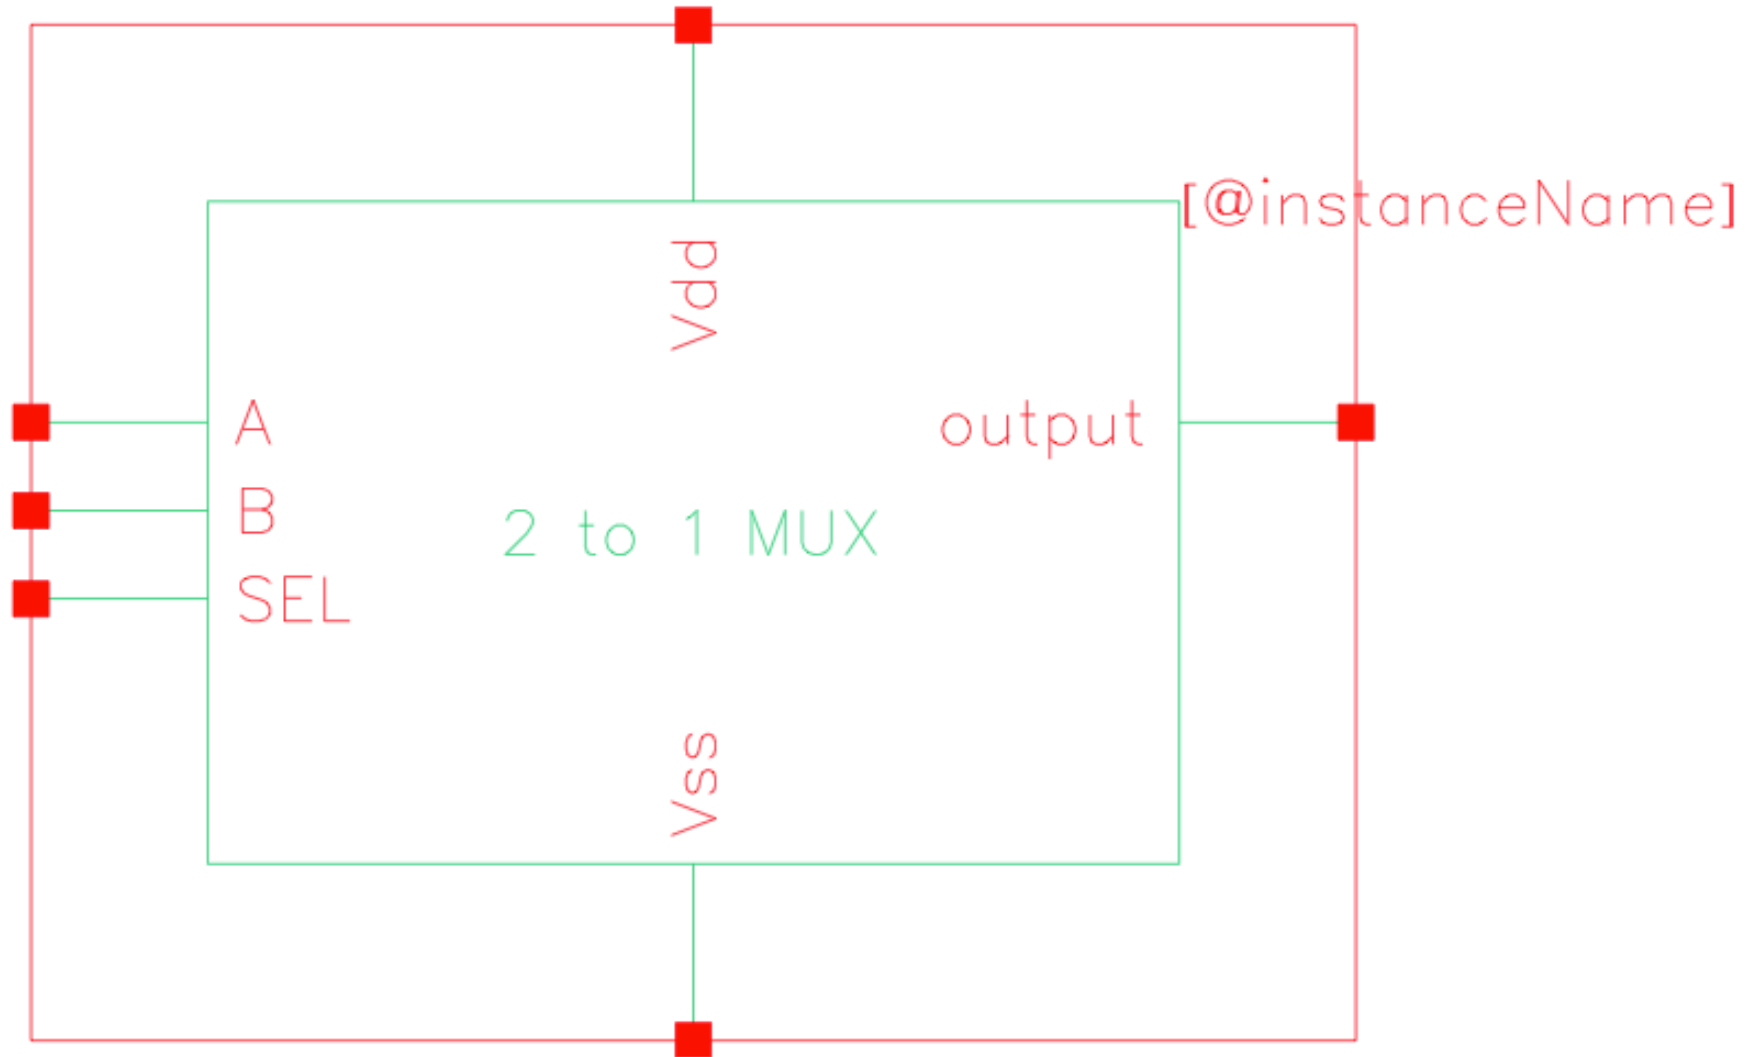 [@instanceName]
Vdd
A
output
B
2 to 1 MUX
SEL
Vss